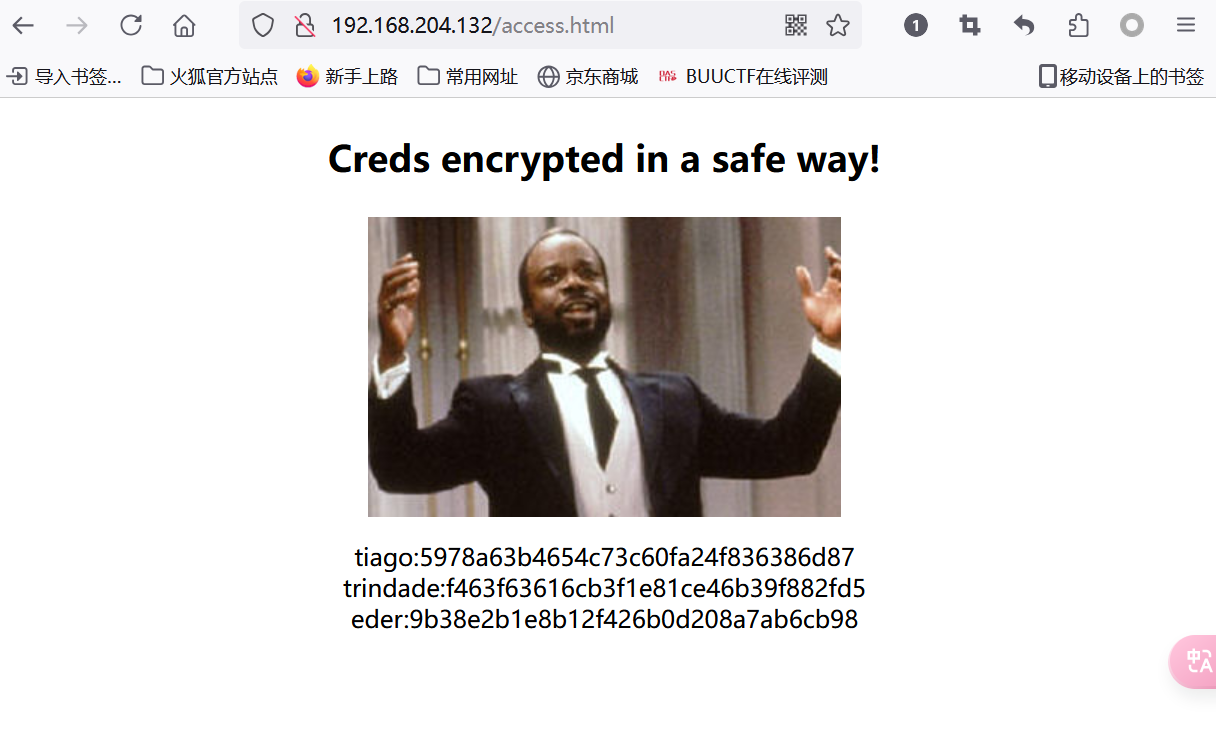 192.168.204.132/access.html
1
导入书签... 火狐官方站点 新手上路 常用网址 京东商城 BUUCTF在线评测 移动设备上的书签
Creds encrypted in a safe way!
tiago:5978a63b4654c73c60fa24f836386d87
trindade:f463f63616cb3f1e81ce46b39f882fd5
eder:9b38e2b1e8b12f426b0d208a7ab6cb98
中A